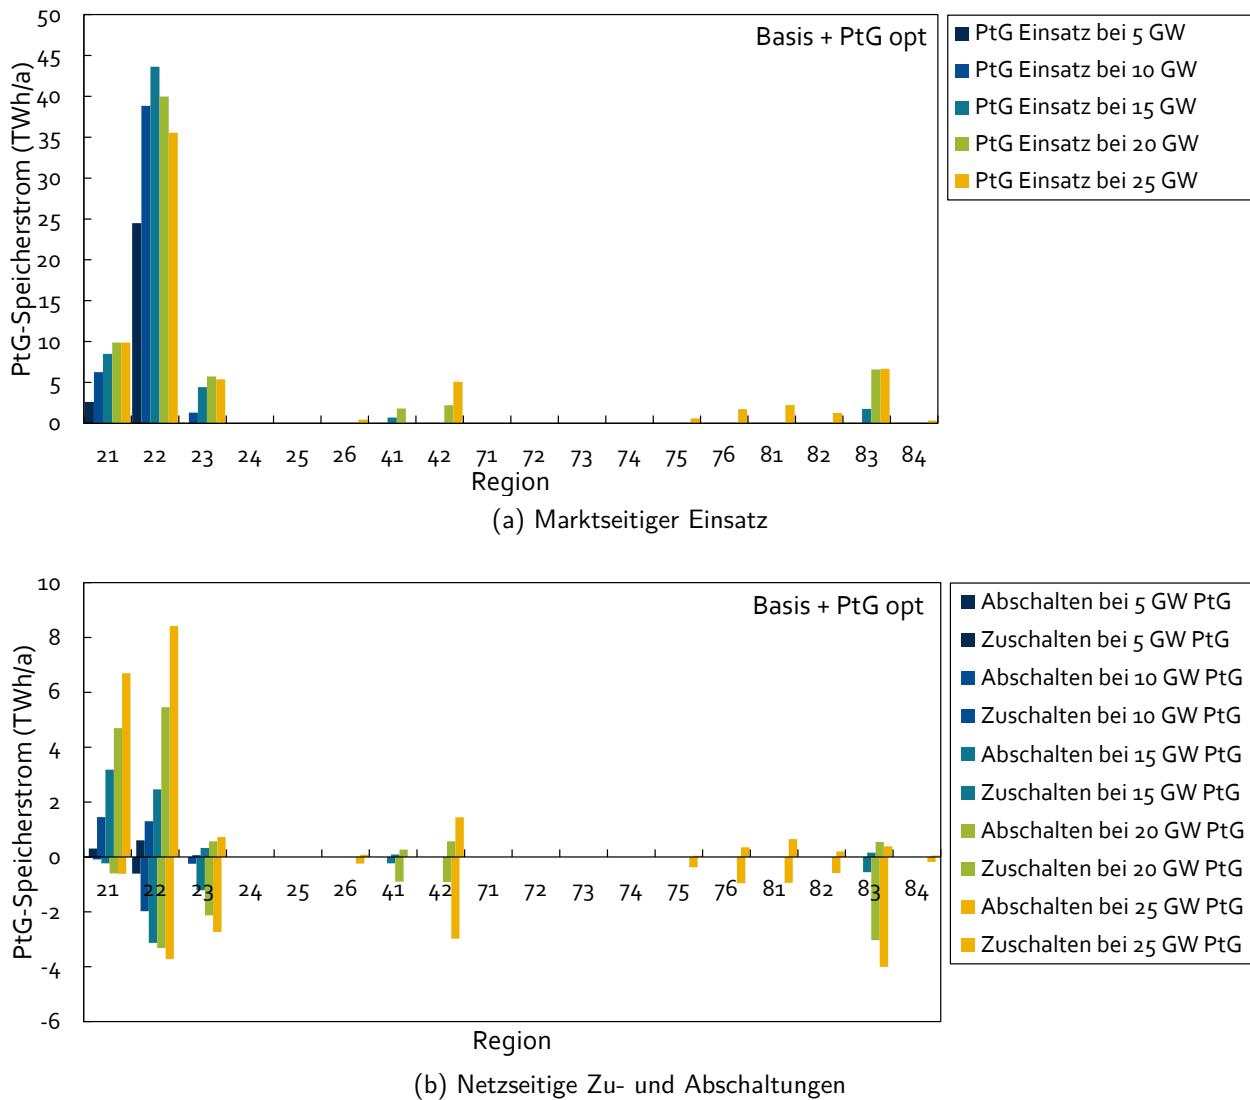 Basis + PtG opt
PtG-Speicherstrom (TWh/a)
50
45
40
35
30
25
20
15
10
5
0
21 22 23 24 25 26 41 42 71 72 73 74 75 76 81 82 83 84
Region
PtG Einsatz bei 5 GW
PtG Einsatz bei 10 GW
PtG Einsatz bei 15 GW
PtG Einsatz bei 20 GW
PtG Einsatz bei 25 GW
(a) Marktseitiger Einsatz
Basis + PtG opt
PtG-Speicherstrom (TWh/a)
10
8
6
4
2
0
-2
-4
-6
21 22 23 24 25 26 41 42 71 72 73 74 75 76 81 82 83 84
Region
Abschalten bei 5 GW PtG
Zuschalten bei 5 GW PtG
Abschalten bei 10 GW PtG
Zuschalten bei 10 GW PtG
Abschalten bei 15 GW PtG
Zuschalten bei 15 GW PtG
Abschalten bei 20 GW PtG
Zuschalten bei 20 GW PtG
Abschalten bei 25 GW PtG
Zuschalten bei 25 GW PtG
(b) Netzseitige Zu- und Abschaltungen